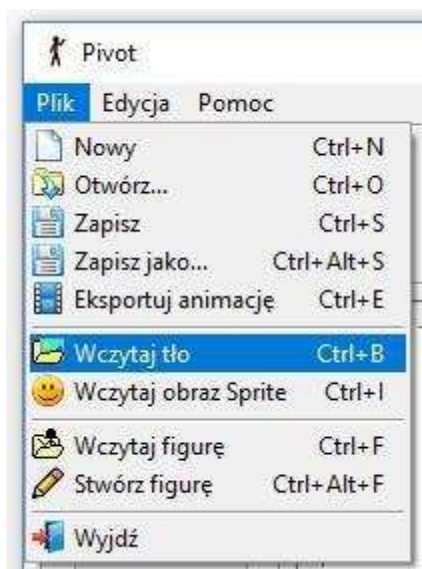 Pivot
Plik Edycja Pomoc
Nowy Ctrl+N
Otwórz... Ctrl+O
Zapisz Ctrl+S
Zapisz jako... Ctrl+Alt+S
Eksportuj animację Ctrl+E
Wczytaj tło Ctrl+B
Wczytaj obraz Sprite Ctrl+I
Wczytaj figurę Ctrl+F
Stwórz figurę Ctrl+Alt+F
Wyjdź